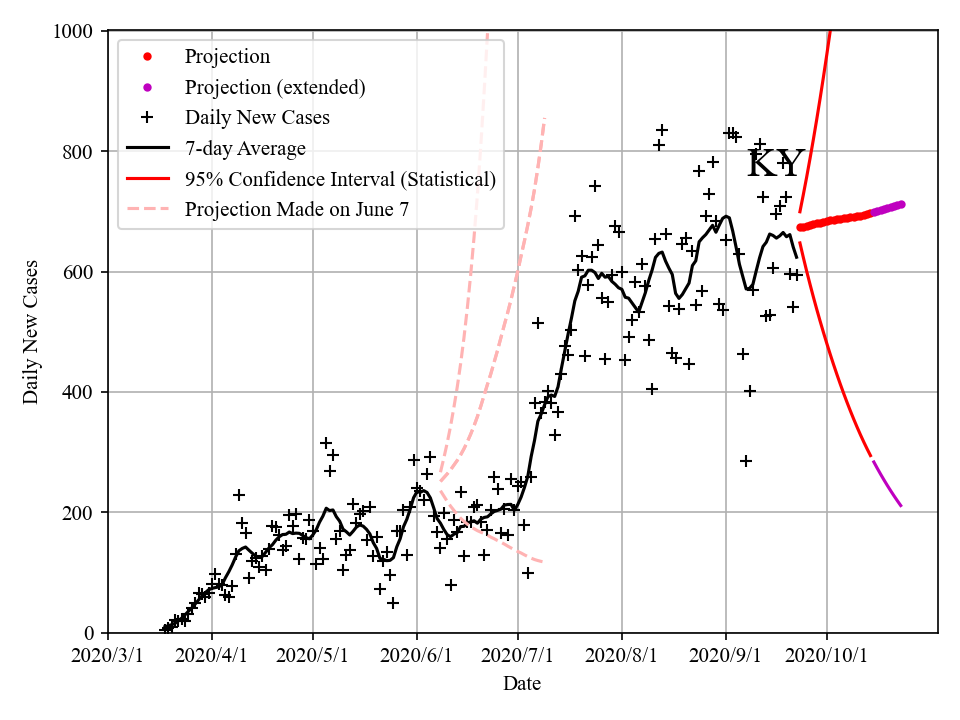 1000
800
600
400
200
0
Daily New Cases
Projection
Projection (extended)
Daily New Cases
7-day Average
95% Confidence Interval (Statistical)
Projection Made on June 7
KY
2020/3/1 2020/4/1 2020/5/1 2020/6/1 2020/7/1 2020/8/1 2020/9/1 2020/10/1
Date